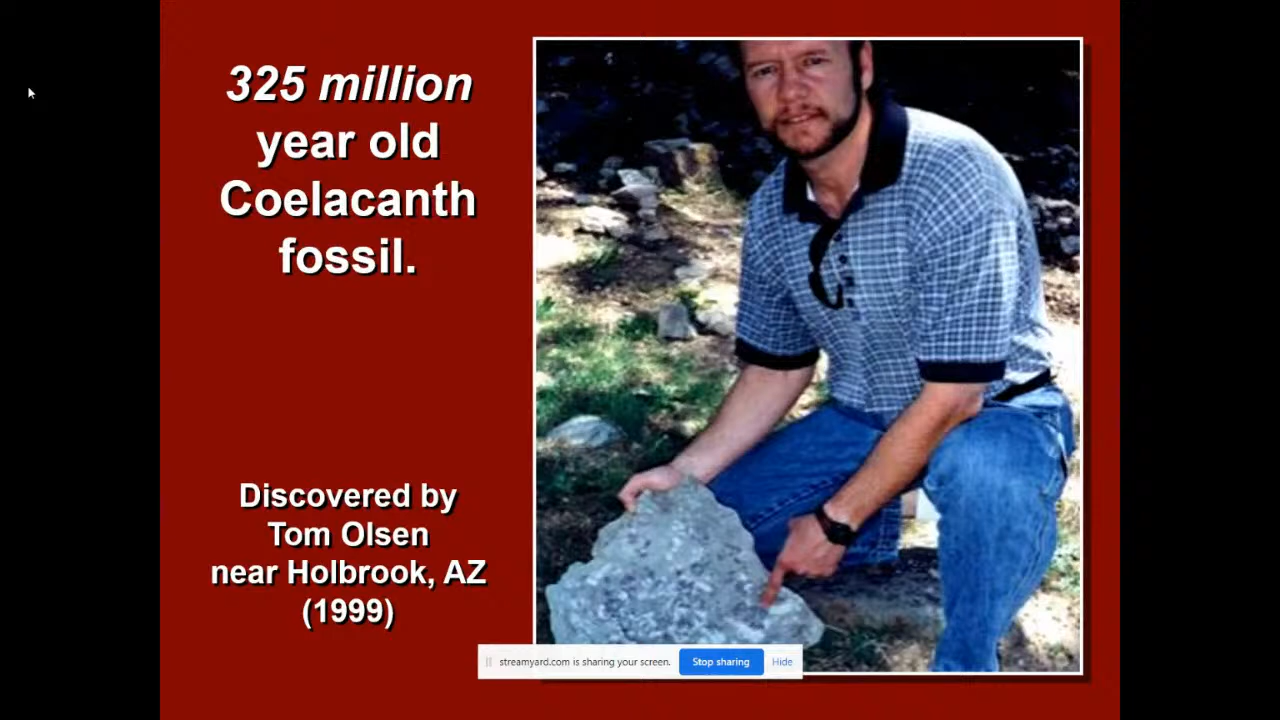 325 million
year old
Coelacanth
fossil.
Discovered by
Tom Olsen
near Holbrook, AZ
(1999)
streamyard.com is sharing your screen. Stop sharing Hide